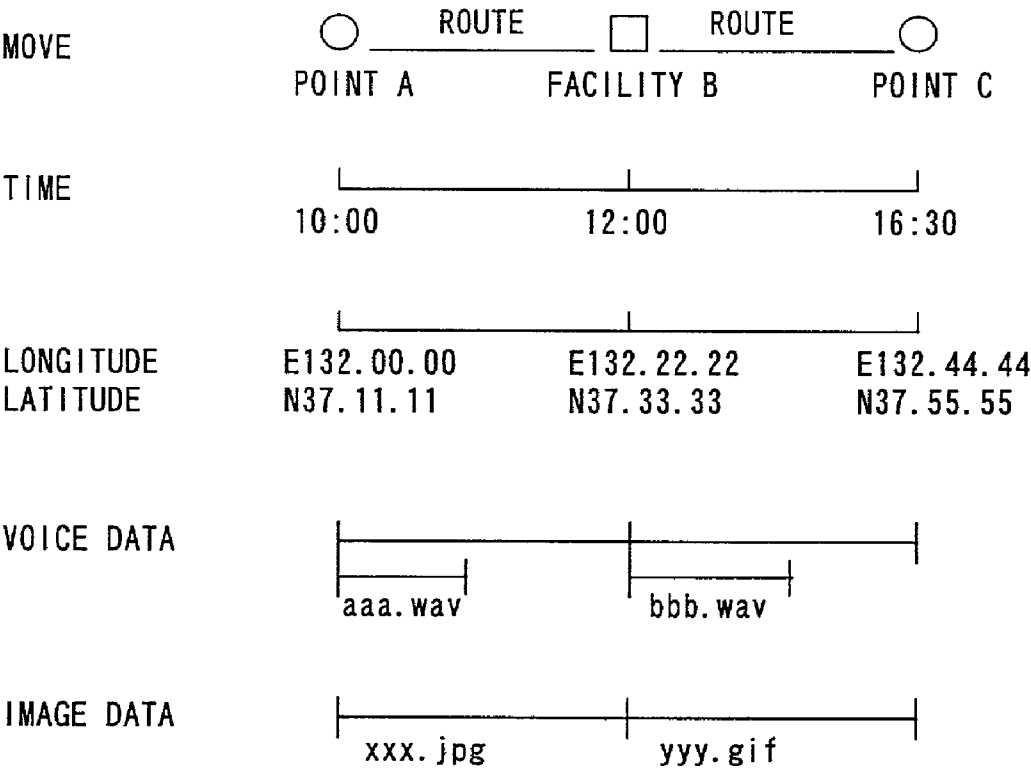 MOVE ROUTE ROUTE
POINT A FACILITY B POINT C
TIME
10:00 12:00 16:30
LONGITUDE E132.00.00 E132.22.22 E132.44.44
LATITUDE N37.11.11 N37.33.33 N37.55.55
VOICE DATA
aaa.wav bbb.wav
IMAGE DATA
xxx.jpg yyy.gif